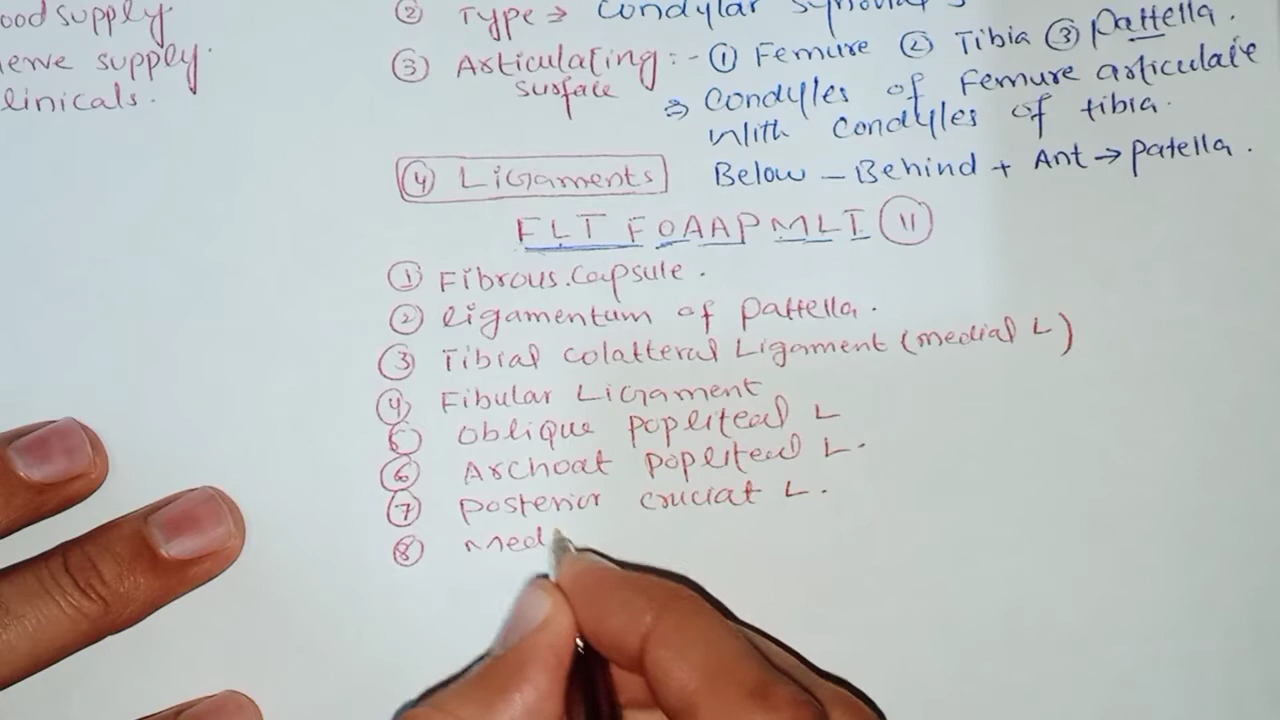 ood supply
erve supply.
linicals.
② Type ⇒ Condylar
③ Articulating :- ① Femure ② Tibia ③ Pattella.
surface
⇒ Condylles of Femure articulate
with condylles of tibia.
Below – Behind + Ant → patella.
④ Ligaments
FLT FOAAPMLI ⑪
① Fibrous.capsule.
② ligamentum of pattella.
③ Tibial colatteral Ligament (medial L)
④ Fibular Ligament
⑤ oblique popliteal L
⑥ Archoat popliteal L.
⑦ posterior cruciat L.
⑧ Med